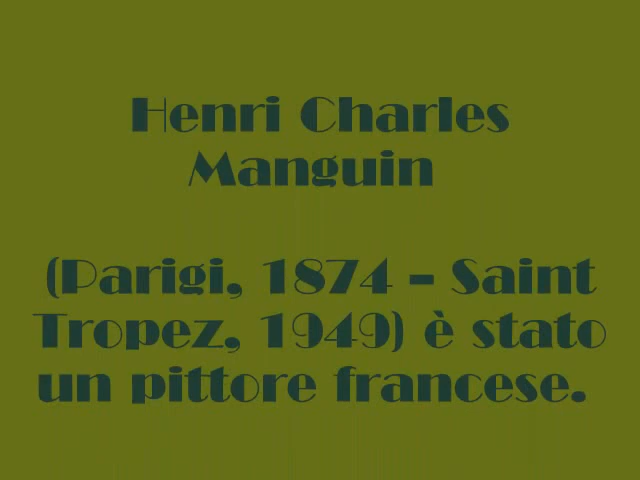 Henri Charles
Manguin
(Parigi, 1874 - Saint
Tropez, 1949) è stato
un pittore francese.